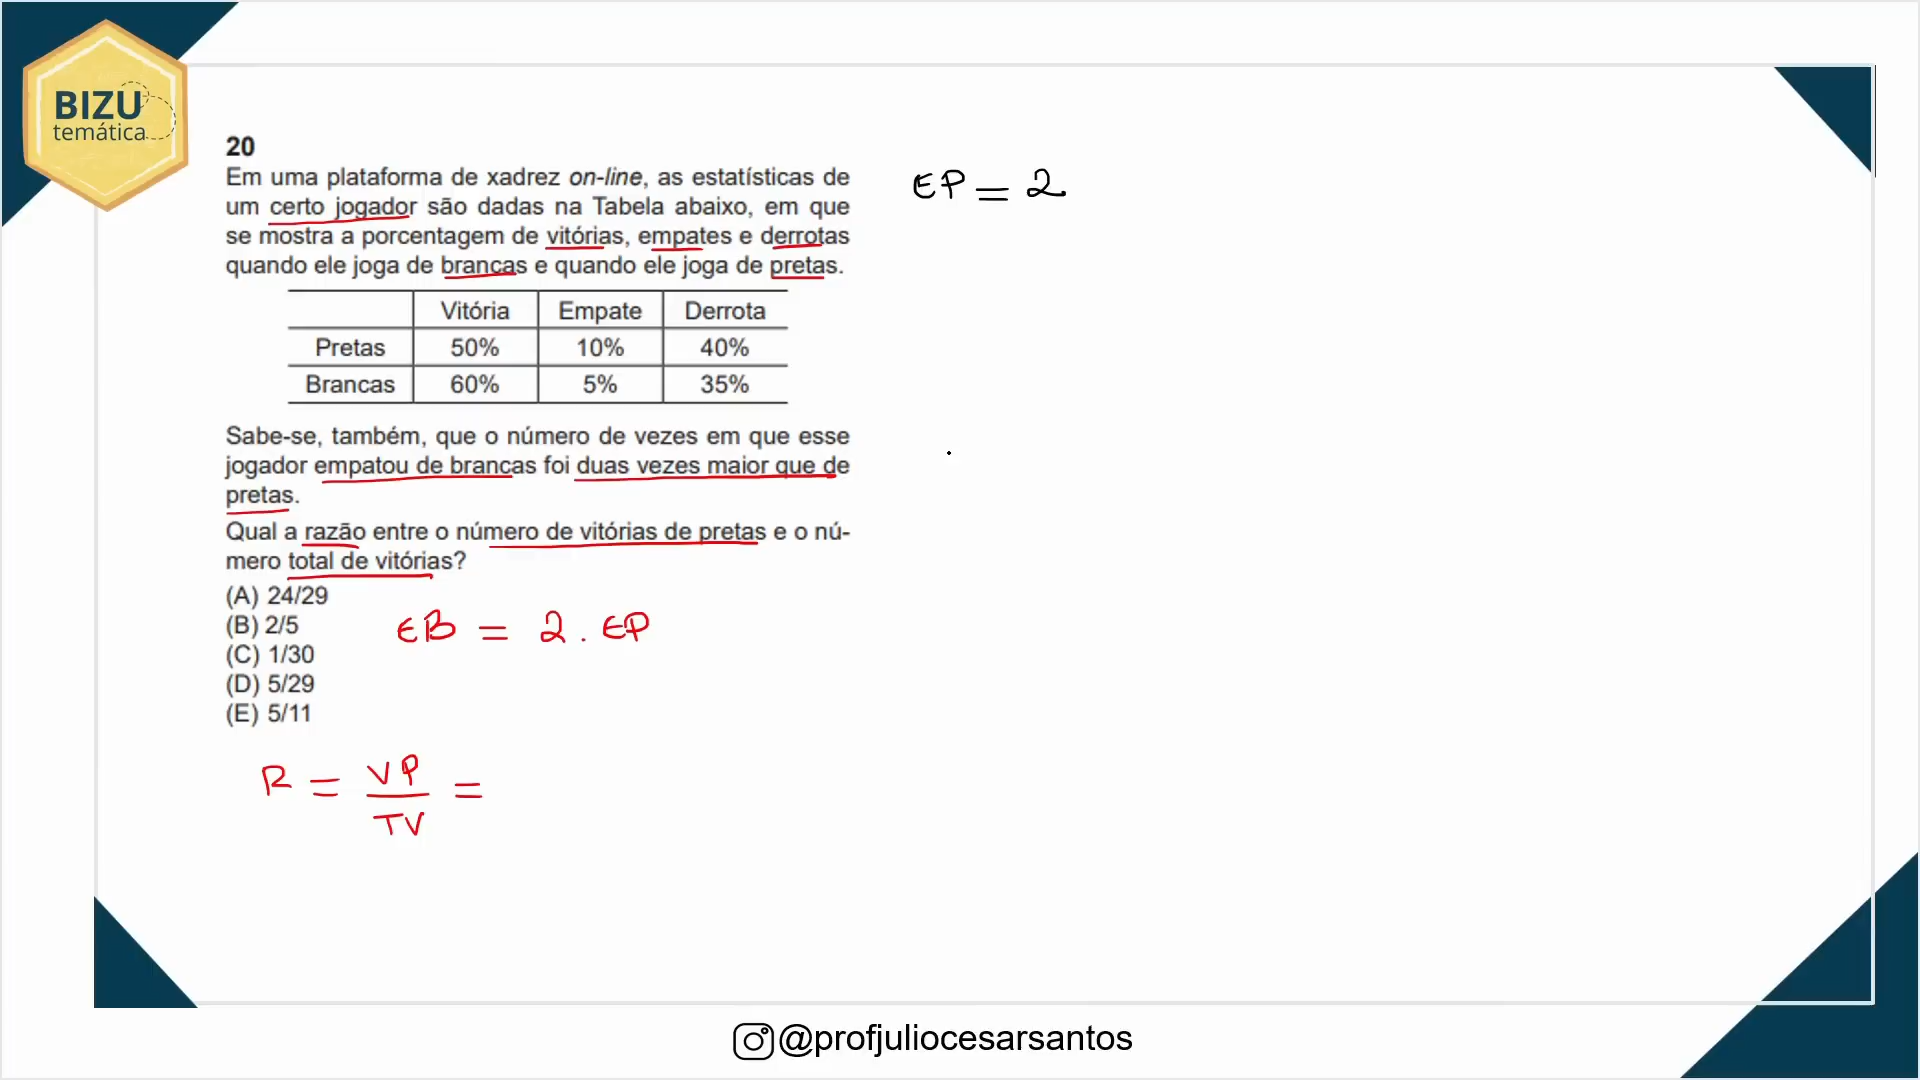 BIZU
temática
20
Em uma plataforma de xadrez on-line, as estatísticas de
um certo jogador são dadas na Tabela abaixo, em que
se mostra a porcentagem de vitórias, empates e derrotas
quando ele joga de brancas e quando ele joga de pretas.
Vitória Empate Derrota
Pretas 50% 10% 40%
Brancas 60% 5% 35%
Sabe-se, também, que o número de vezes em que esse
jogador empatou de brancas foi duas vezes maior que de
pretas.
Qual a razão entre o número de vitórias de pretas e o nú-
mero total de vitórias?
(A) 24/29
(B) 2/5
(C) 1/30
(D) 5/29
(E) 5/11
EB = 2 . EP
R = VP / TV =
EP = 2
@profjuliocesarsantos